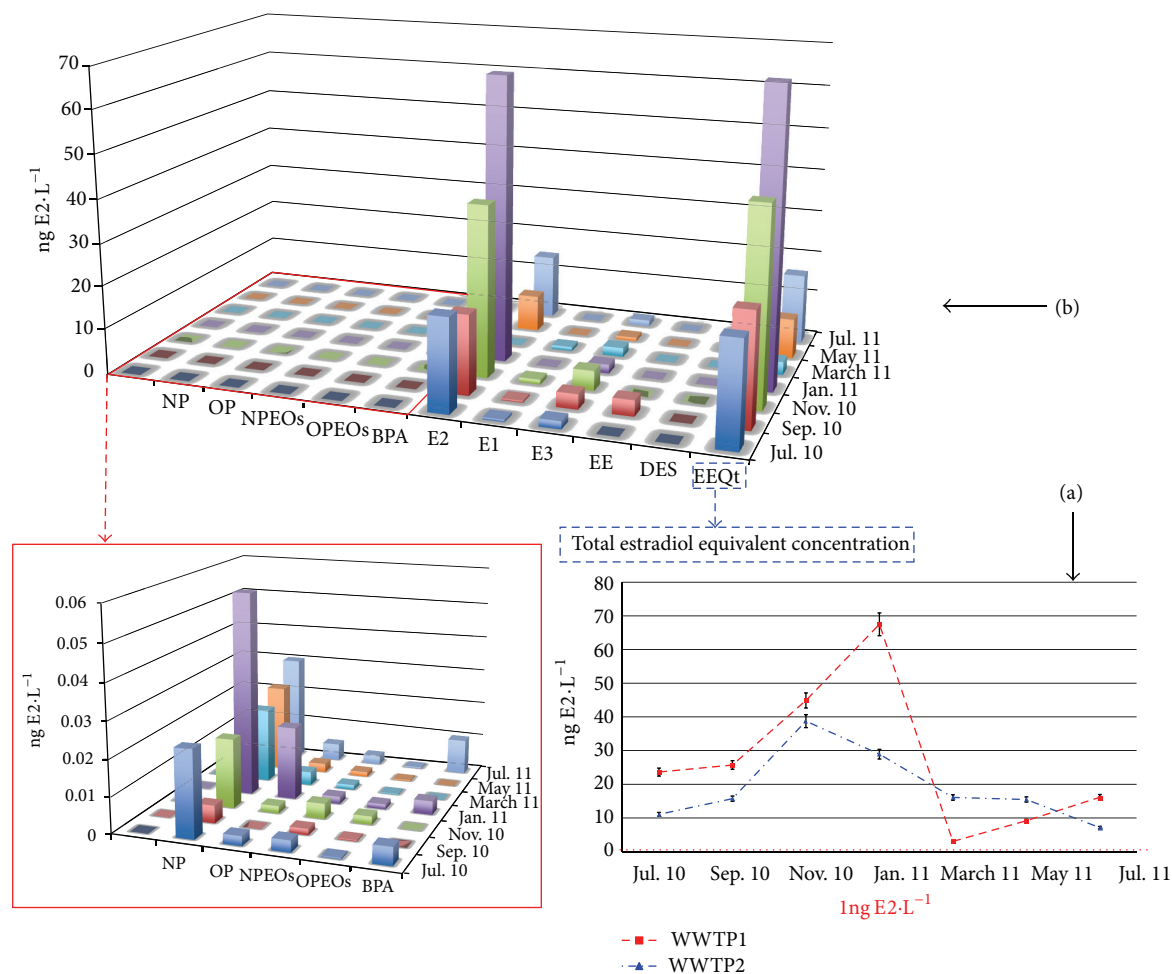 70
60
50
40
30
20
10
0
ng E2·L⁻¹
NP
OP
NPEOs
OPEOs
BPA
E2
E1
E3
EE
DES
EEQt
Jul. 11
May 11
March 11
Jan. 11
Nov. 10
Sep. 10
Jul. 10
(b)
(a)
0.06
0.05
0.04
0.03
0.02
0.01
0
ng E2·L⁻¹
NP
OP
NPEOs
OPEOs
BPA
Jul. 11
May 11
March 11
Jan. 11
Nov. 10
Sep. 10
Jul. 10
Total estradiol equivalent concentration
80
70
60
50
40
30
20
10
0
ng E2·L⁻¹
Jul. 10 Sep. 10 Nov. 10 Jan. 11 March 11 May 11 Jul. 11
1ng E2·L⁻¹
WWTP1
WWTP2